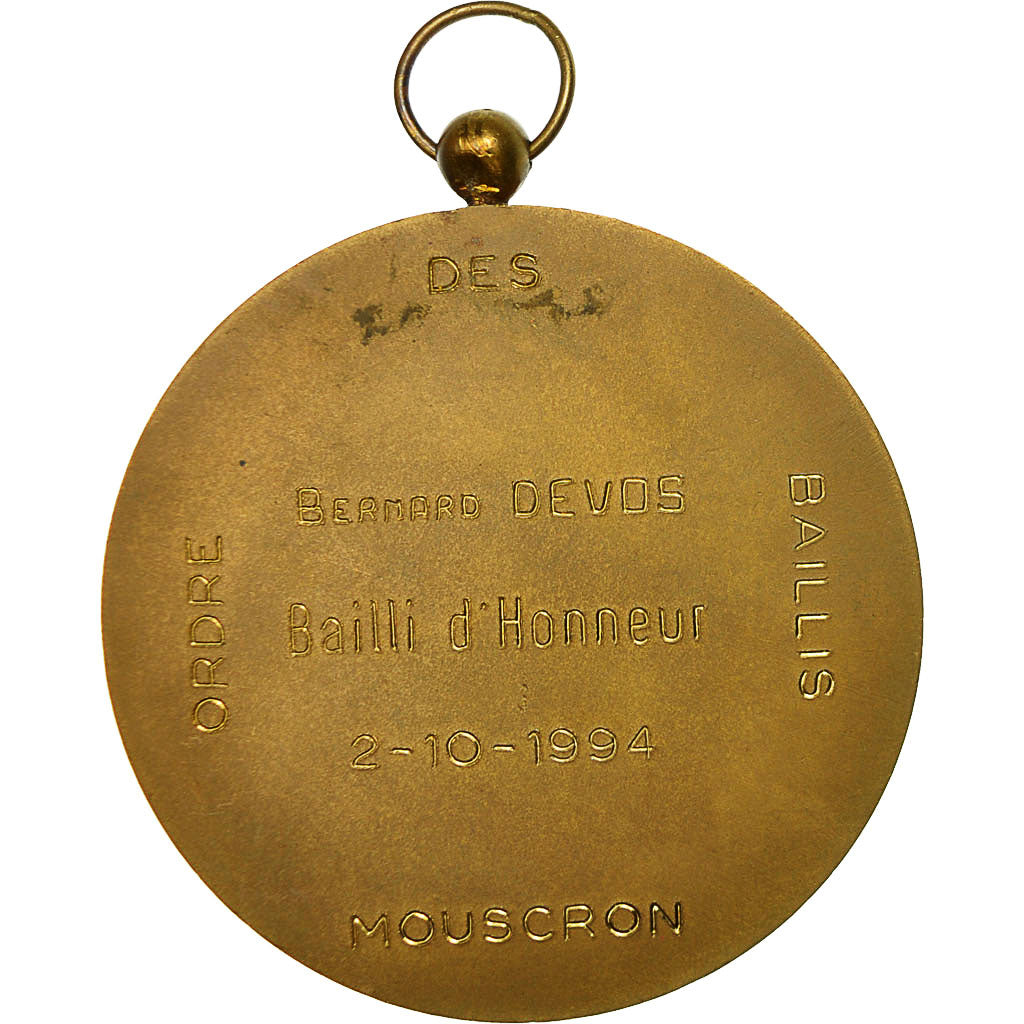 ORDRE
DES
BAILLIS
Bernard DEVOS
Bailli d'Honneur
2-10-1994
MOUSCRON